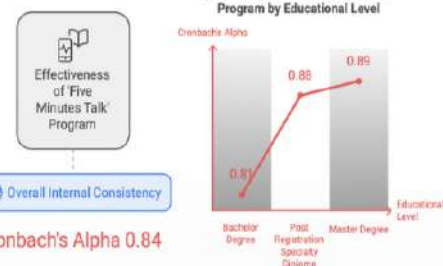 Program by Educational Level
Cronbach's Alpha
Effectiveness
of 'Five
Minutes Talk'
Program
0.81
0.88
0.89
Overall Internal Consistency
onbach's Alpha 0.84
Educational
Level
Bachelor
Degree
Post
Registration
Specialty
Diploma
Master Degree